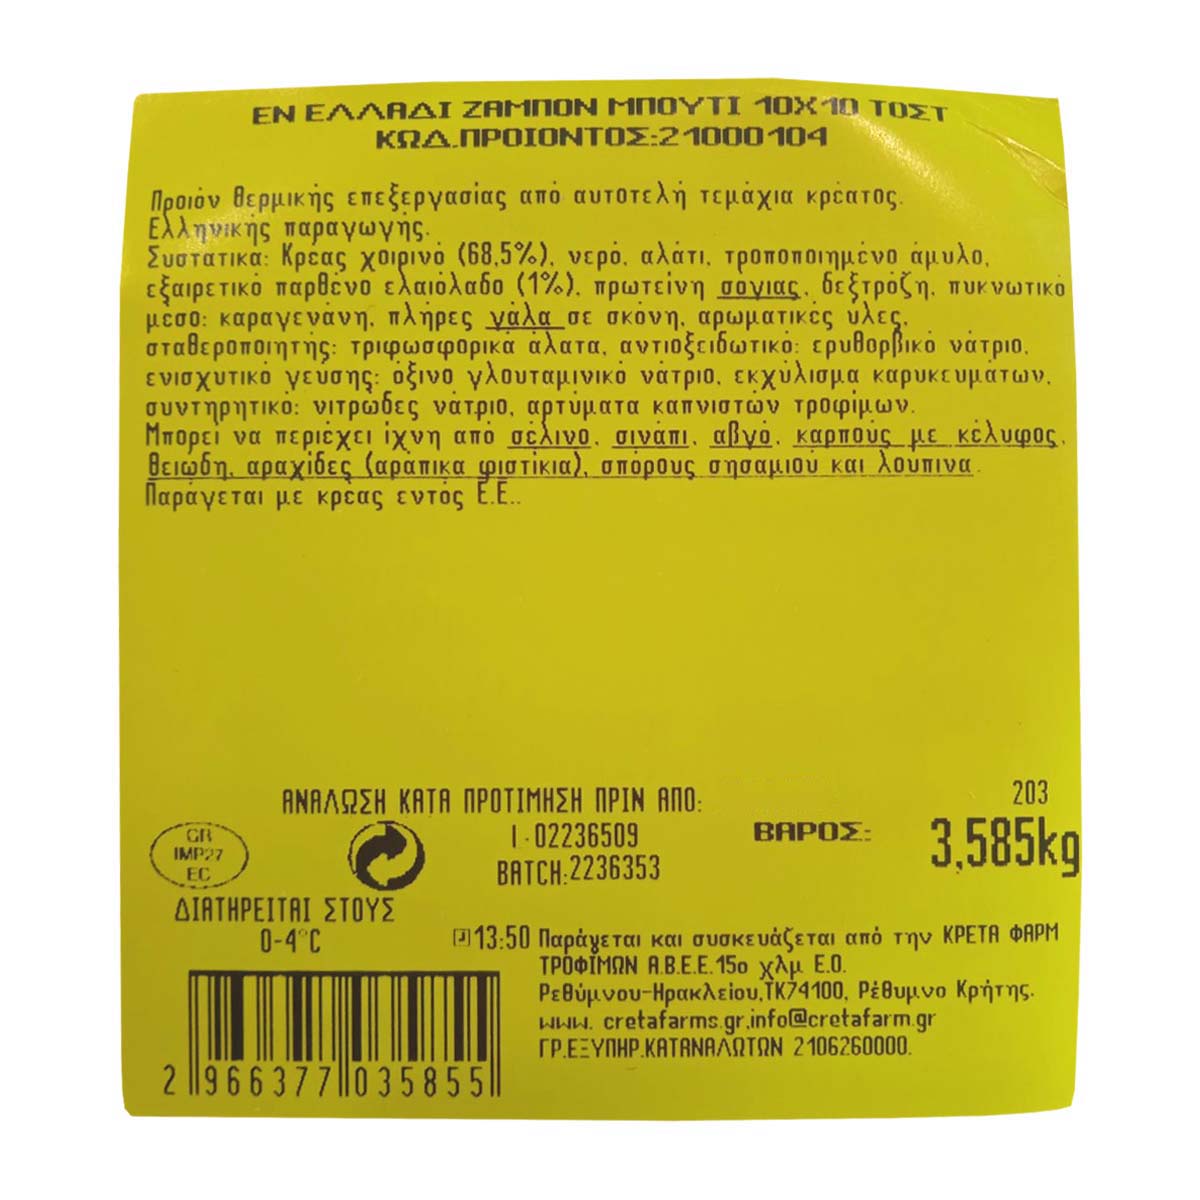 ΕΝ ΕΛΛΑΔΙ ΖΑΜΠΟΝ ΜΠΟΥΤΙ 10Χ10 ΤΟΣΤ
ΚΩΔ.ΠΡΟΙΟΝΤΟΣ:21000104
Προιόν θερμικής επεξεργασίας από αυτοτελή τεμάχια κρέατος.
Ελληνικής παραγωγής.
Συστατικά: Κρέας χοιρινό (68,5%), νερό, αλάτι, τροποποιημένο άμυλο,
εξαιρετικό παρθένο ελαιόλαδο (1%), πρωτείνη σόγιας, δεξτρόζη, πυκνωτικό
μέσο: καραγενάνη, πλήρες γάλα σε σκόνη, αρωματικές ύλες,
σταθεροποιητής: τριφωσφορικά άλατα, αντιοξειδωτικό: ερυθορβικό νάτριο,
ενισχυτικό γεύσης: όξινο γλουταμινικό νάτριο, εκχύλισμα καρυκευμάτων,
συντηρητικό: νιτρώδες νάτριο, αρτύματα καπνιστών τροφίμων.
Μπορεί να περιέχει ίχνη από σέλινο, σινάπι, αβγό, καρπούς με κέλυφος,
θειώδη, αραχίδες (αράπικα φιστίκια), σπόρους σησαμιού και λούπινα.
Παράγεται με κρέας εντός Ε.Ε..
ΑΝΑΛΩΣΗ ΚΑΤΑ ΠΡΟΤΙΜΗΣΗ ΠΡΙΝ ΑΠΟ:
203
02236509
ΒΑΡΟΣ: 3,585kg
BATCH:2236353
GR
IMP27
EC
ΔΙΑΤΗΡΕΙΤΑΙ ΣΤΟΥΣ
0-4°C
13:50 Παράγεται και συσκευάζεται από την ΚΡΕΤΑ ΦΑΡΜ
ΤΡΟΦΙΜΩΝ Α.Β.Ε.Ε.15ο χλμ Ε.Ο.
Ρεθύμνου-Ηρακλείου,ΤΚ74100, Ρέθυμνο Κρήτης.
www. cretafarms.gr,info@cretafarm.gr
ΓΡ.ΕΞΥΠΗΡ.ΚΑΤΑΝΑΛΩΤΩΝ 2106260000.
2 966377 035855